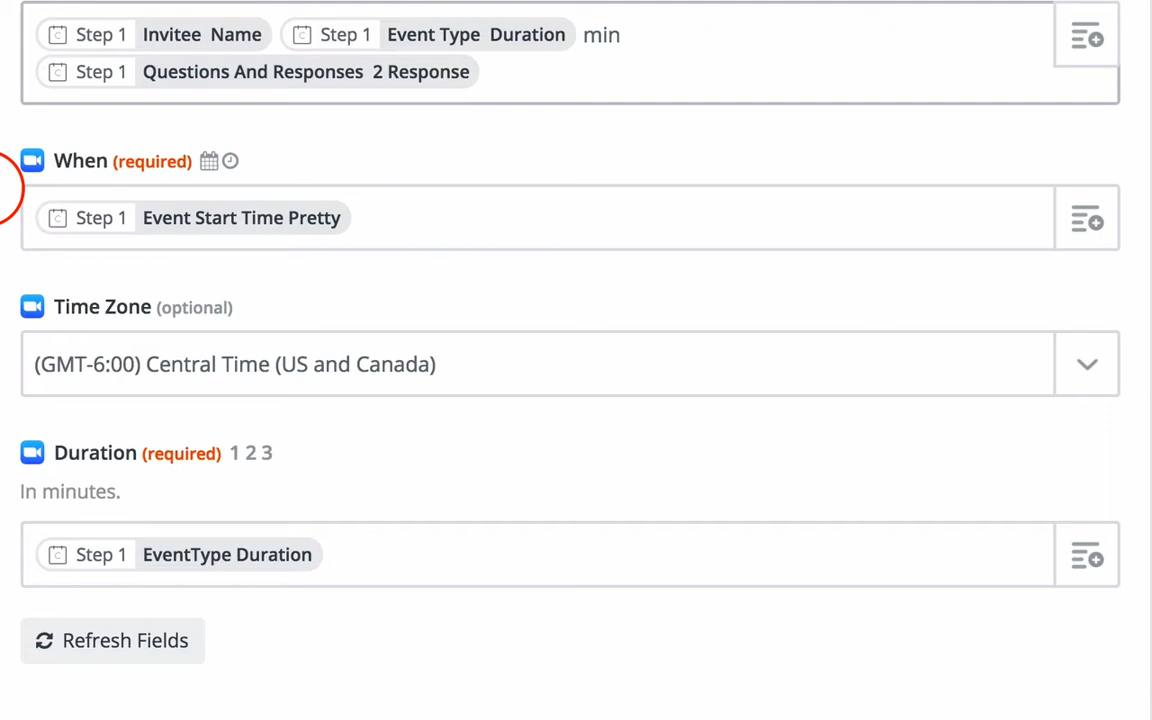 Step 1 Invitee Name Step 1 Event Type Duration min
Step 1 Questions And Responses 2 Response
When (required)
Step 1 Event Start Time Pretty
Time Zone (optional)
(GMT-6:00) Central Time (US and Canada)
Duration (required) 1 2 3
In minutes.
Step 1 EventType Duration
Refresh Fields